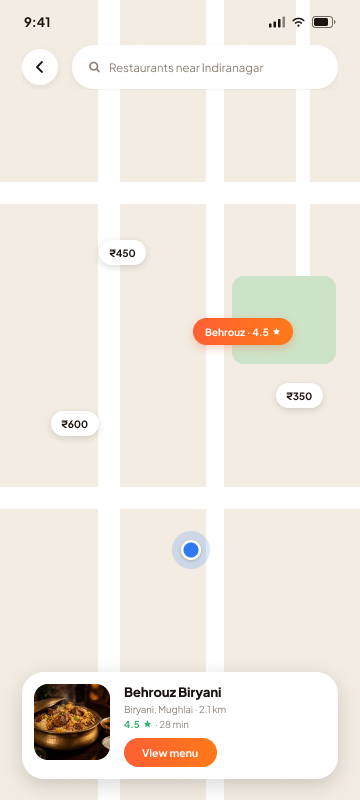 9:41
Restaurants near Indiranagar
₹450
Behrouz · 4.5 ★
₹350
₹600
Behrouz Biryani
Biryani, Mughlai · 2.1 km
4.5 ★ · 28 min
View menu